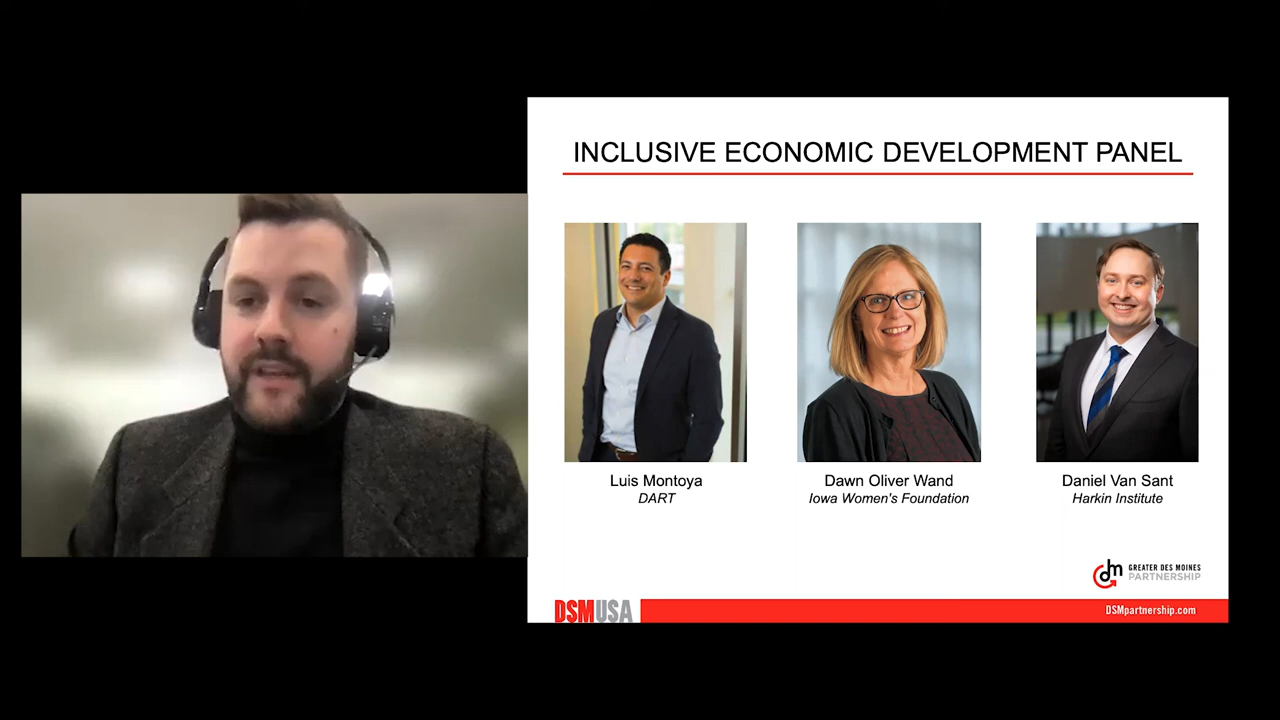 INCLUSIVE ECONOMIC DEVELOPMENT PANEL
Luis Montoya
DART
Dawn Oliver Wand
Iowa Women's Foundation
Daniel Van Sant
Harkin Institute
dm
GREATER DES MOINES
PARTNERSHIP
DSMUSA
DSMpartnership.com